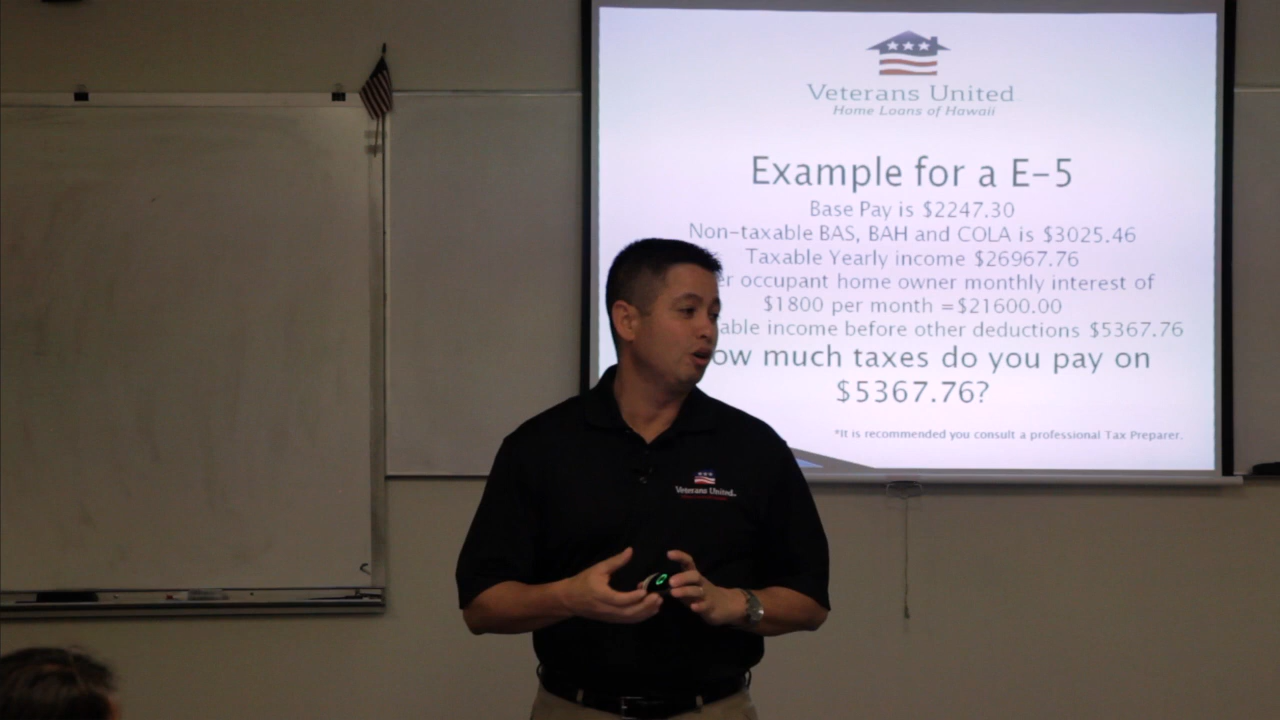 Veterans United
Home Loans of Hawaii
Example for a E-5
Base Pay is $2247.30
Non-taxable BAS, BAH and COLA is $3025.46
Taxable Yearly income $26967.76
er occupant home owner monthly interest of
$1800 per month =$21600.00
able income before other deductions $5367.76
ow much taxes do you pay on
$5367.76?
*It is recommended you consult a professional Tax Preparer.
Veterans United